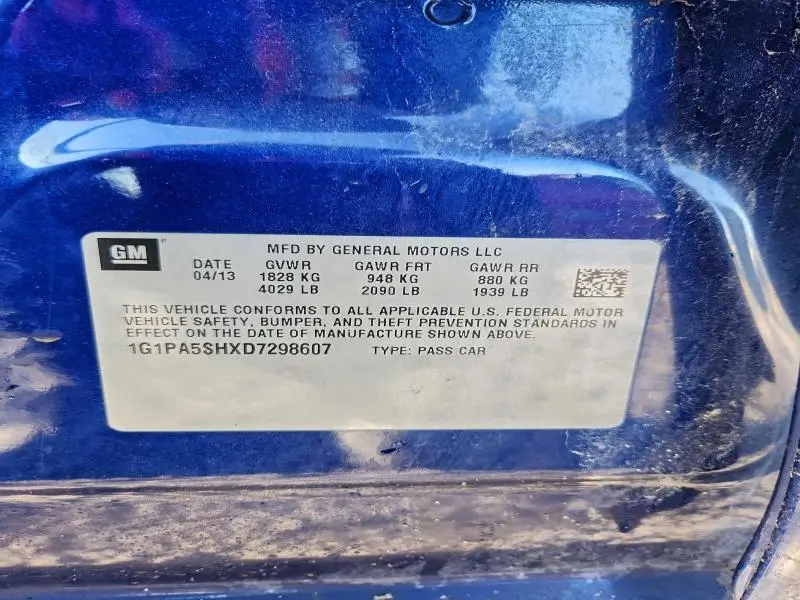 GM
MFD BY GENERAL MOTORS LLC
DATE GVWR GAWR FRT GAWR RR
04/13 1828 KG 948 KG 880 KG
4029 LB 2090 LB 1939 LB
THIS VEHICLE CONFORMS TO ALL APPLICABLE U.S. FEDERAL MOTOR
VEHICLE SAFETY, BUMPER, AND THEFT PREVENTION STANDARDS IN
EFFECT ON THE DATE OF MANUFACTURE SHOWN ABOVE.
1G1PA5SHXD7298607 TYPE: PASS CAR